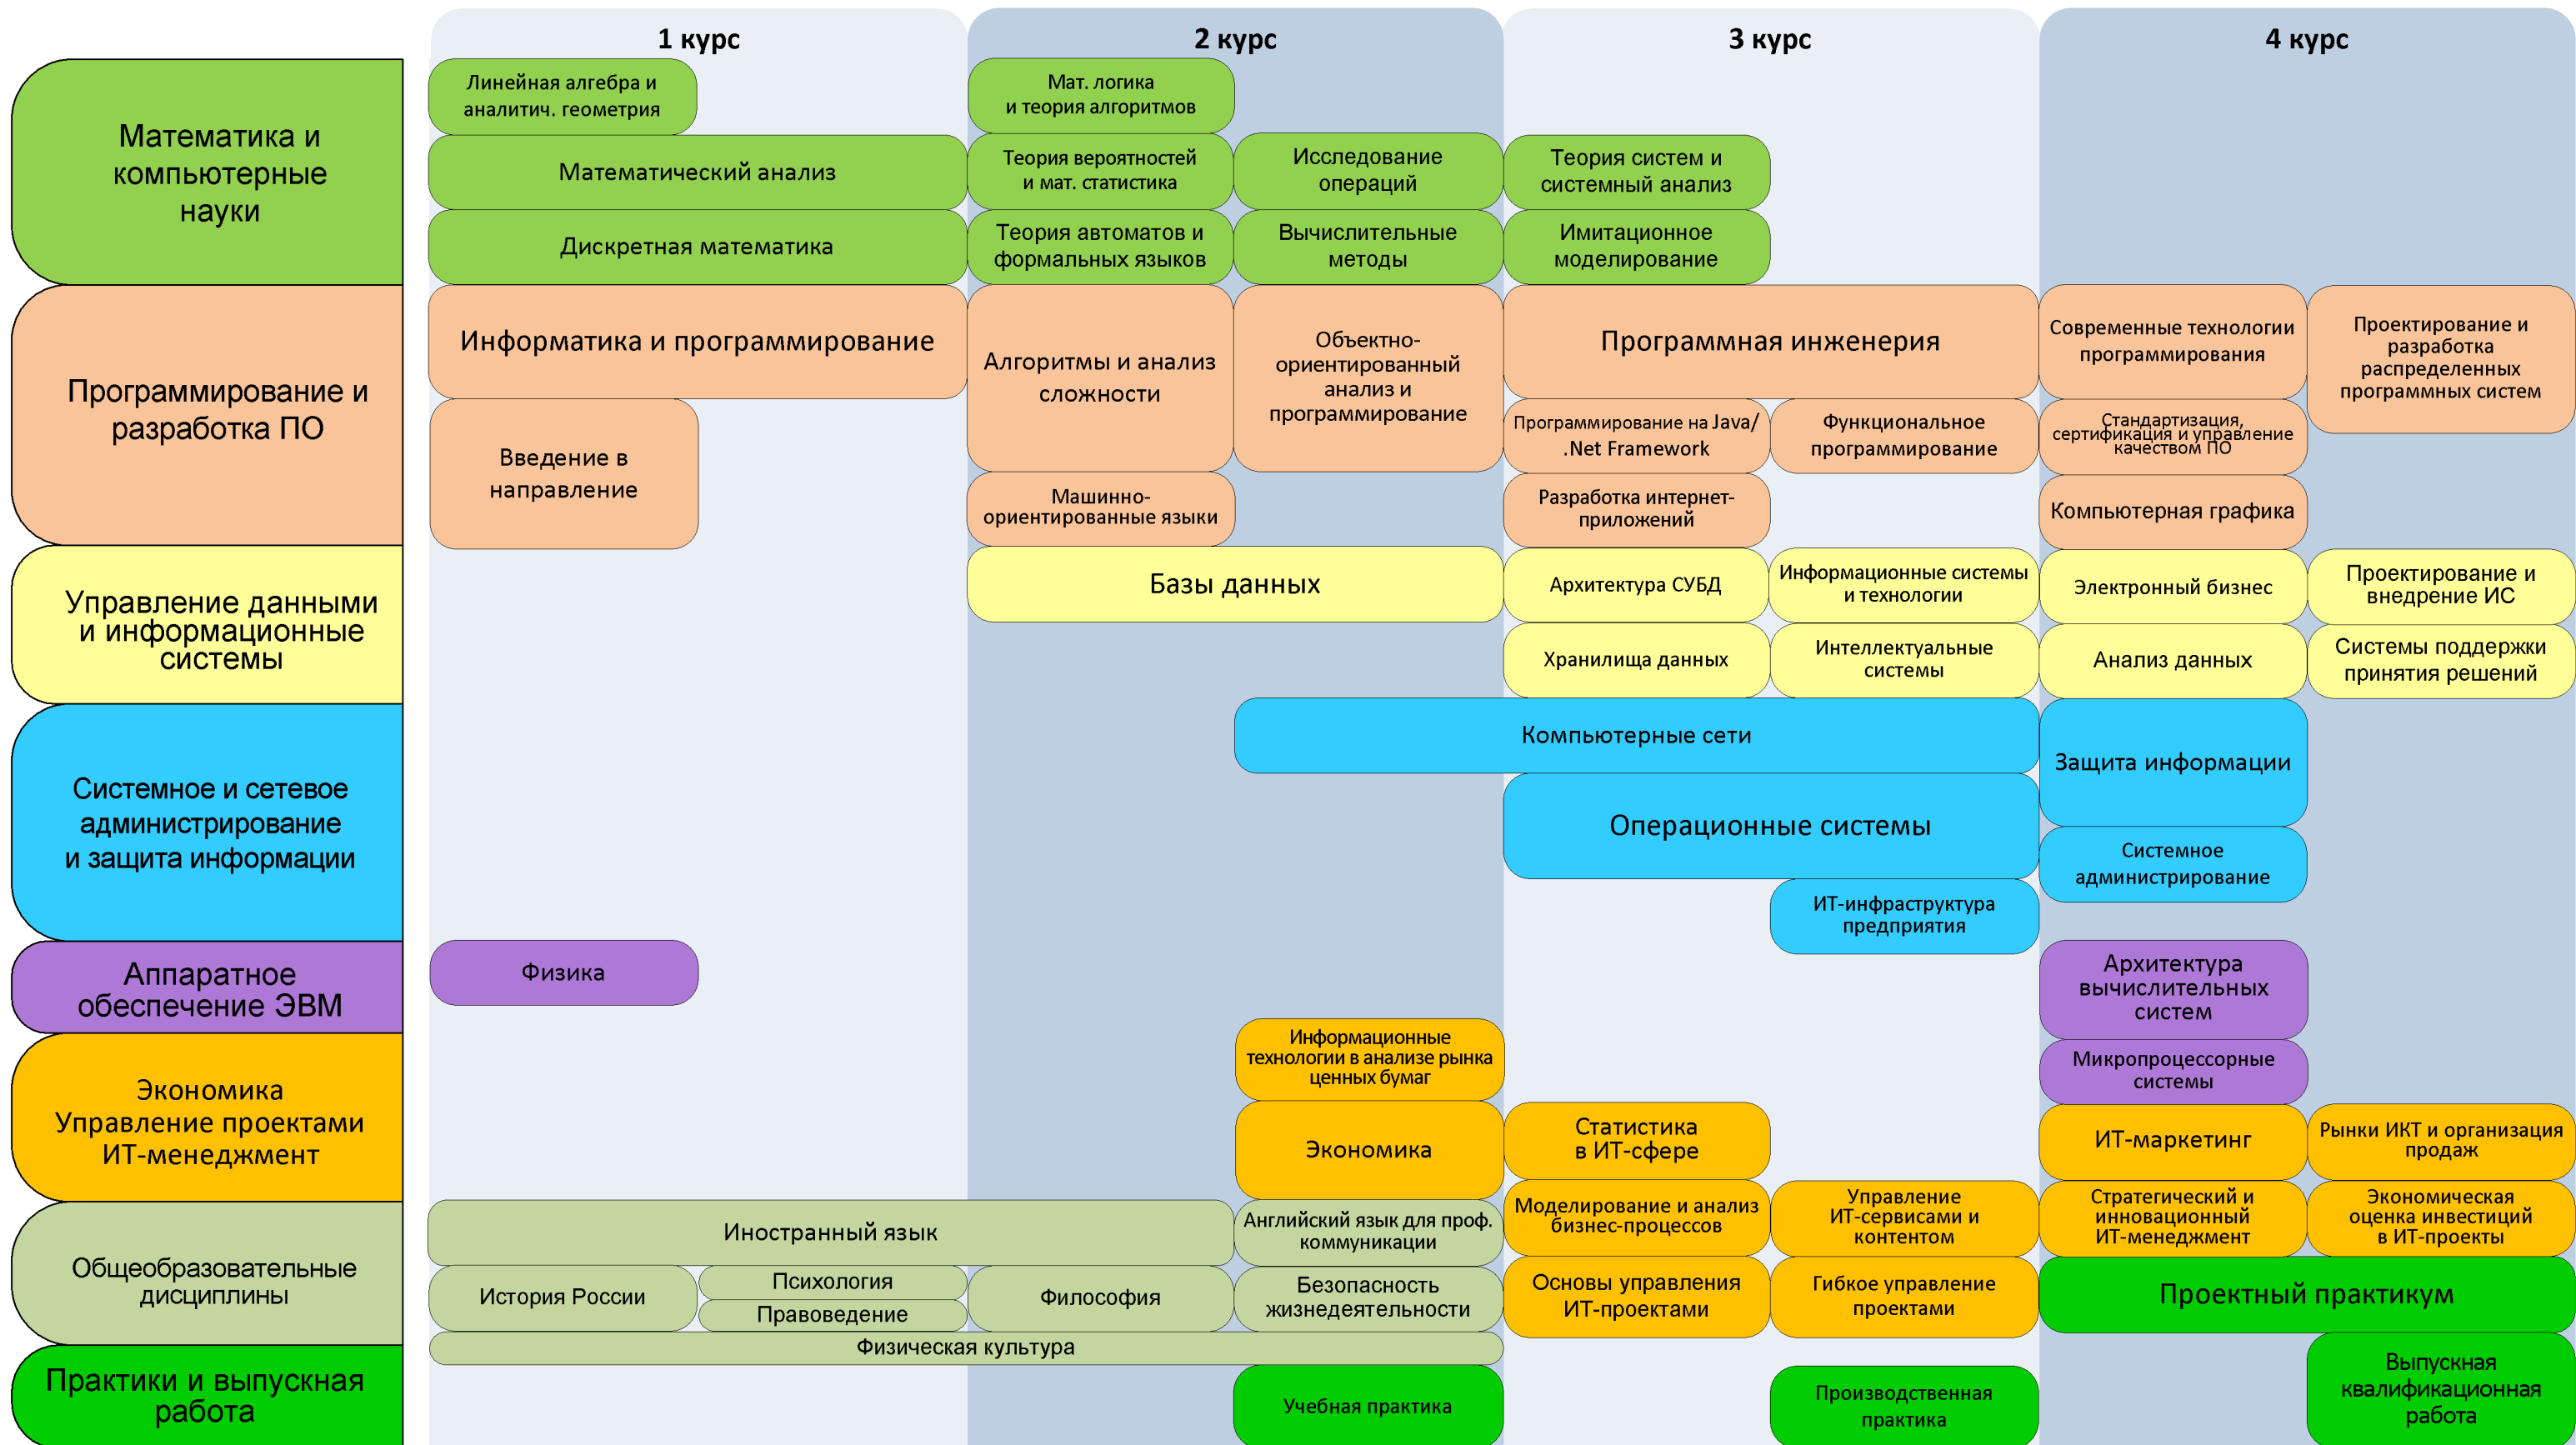 1 курс
2 курс
3 курс
4 курс
Математика и
компьютерные
науки
Линейная алгебра и
аналитич. геометрия
Мат. логика
и теория алгоритмов
Математический анализ
Теория вероятностей
и мат. статистика
Исследование
операций
Теория систем и
системный анализ
Дискретная математика
Теория автоматов и
формальных языков
Вычислительные
методы
Имитационное
моделирование
Программирование и
разработка ПО
Информатика и программирование
Алгоритмы и анализ
сложности
Объектно-
ориентированный
анализ и
программирование
Программная инженерия
Современные технологии
программирования
Проектирование и
разработка
распределенных
программных систем
Введение в
направление
Программирование на Java/
.Net Framework
Функциональное
программирование
Стандартизация,
сертификация и управление
качеством ПО
Машинно-
ориентированные языки
Разработка интернет-
приложений
Компьютерная графика
Управление данными
и информационные
системы
Базы данных
Архитектура СУБД
Информационные системы
и технологии
Электронный бизнес
Проектирование и
внедрение ИС
Хранилища данных
Интеллектуальные
системы
Анализ данных
Системы поддержки
принятия решений
Системное и сетевое
администрирование
и защита информации
Компьютерные сети
Защита информации
Операционные системы
Системное
администрирование
ИТ-инфраструктура
предприятия
Аппаратное
обеспечение ЭВМ
Физика
Архитектура
вычислительных
систем
Микропроцессорные
системы
Экономика
Управление проектами
ИТ-менеджмент
Информационные
технологии в анализе рынка
ценных бумаг
Экономика
Статистика
в ИТ-сфере
ИТ-маркетинг
Рынки ИКТ и организация
продаж
Моделирование и анализ
бизнес-процессов
Управление
ИТ-сервисами и
контентом
Стратегический и
инновационный
ИТ-менеджмент
Экономическая
оценка инвестиций
в ИТ-проекты
Основы управления
ИТ-проектами
Гибкое управление
проектами
Общеобразовательные
дисциплины
Иностранный язык
Английский язык для проф.
коммуникации
История России
Психология
Правоведение
Философия
Безопасность
жизнедеятельности
Физическая культура
Проектный практикум
Практики и выпускная
работа
Учебная практика
Производственная
практика
Выпускная
квалификационная
работа